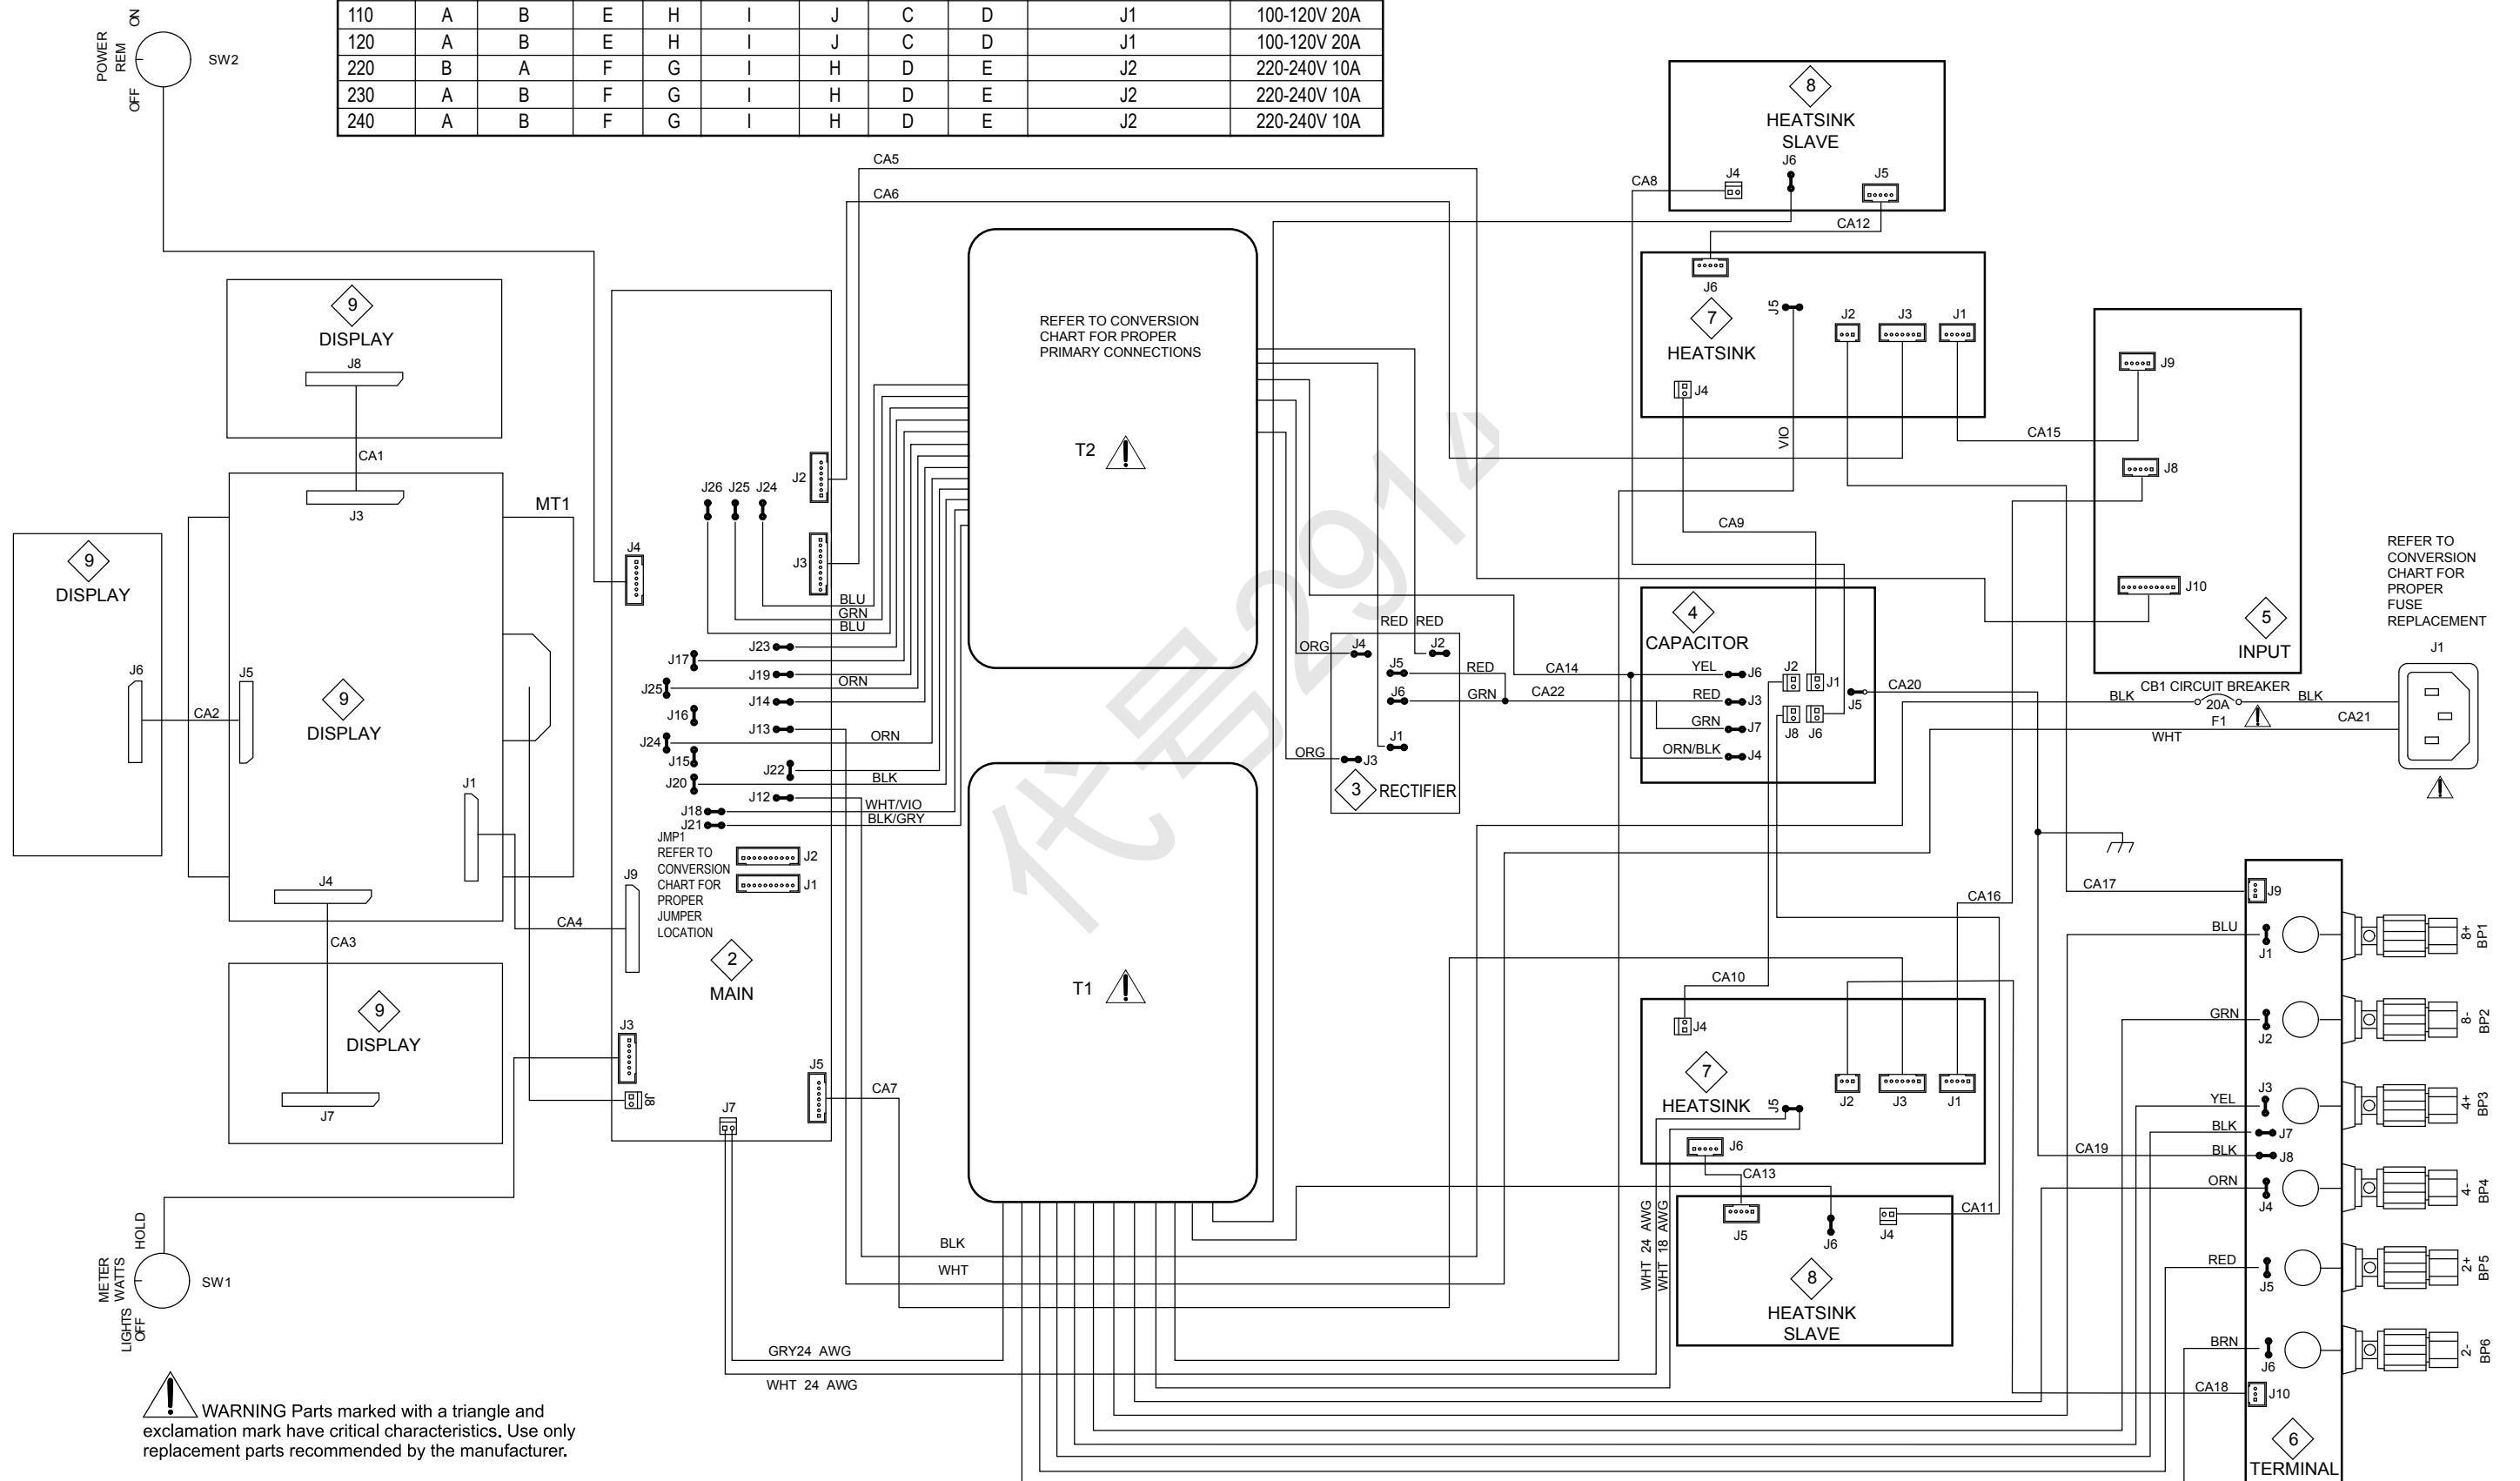 110 A B E H I J C D J1 100-120V 20A
120 A B E H I J C D J1 100-120V 20A
220 B A F G I H D E J2 220-240V 10A
230 A B F G I H D E J2 220-240V 10A
240 A B F G I H D E J2 220-240V 10A
POWER
REM
ON
OFF
SW2
CA5
CA6
8
HEATSINK
SLAVE
J6
J4
J5
CA8
CA12
J6
7
HEATSINK
J5
J2
J3
J1
J4
VIO
CA15
J9
J8
J10
5
INPUT
9
DISPLAY
J8
CA1
J3
MT1
9
DISPLAY
J6
CA2
J5
9
DISPLAY
J1
J4
CA3
CA4
9
DISPLAY
J7
REFER TO CONVERSION
CHART FOR PROPER
PRIMARY CONNECTIONS
T2
J2
J26 J25 J24
J3
J4
BLU
GRN
BLU
J23
J17
J19
ORN
J25
J14
J16
J13
ORN
J24
J15
J22
J20
BLK
J12
WHT/VIO
J18
BLK/GRY
J21
JMP1
REFER TO
CONVERSION
CHART FOR
PROPER
JUMPER
LOCATION
J2
J1
J9
2
MAIN
J3
J8
J5
J7
CA7
T1
RED RED
ORG
J4
J2
J5
RED
J6
GRN
CA22
J1
ORG
J3
3
RECTIFIER
CA14
CA9
4
CAPACITOR
YEL
J6
RED
J3
GRN
J7
ORN/BLK
J4
J2
J1
J8 J6
J5
CA20
BLK
CB1 CIRCUIT BREAKER
BLK
20A
F1
CA21
WHT
REFER TO
CONVERSION
CHART FOR
PROPER
FUSE
REPLACEMENT
J1
CA17
CA16
CA10
J4
7
HEATSINK
J5
J2
J3
J1
J6
CA13
CA11
J5
J6
J4
8
HEATSINK
SLAVE
WHT 24 AWG
WHT 18 AWG
J9
BLU
J1
8+
BP1
GRN
J2
8-
BP2
J3
YEL
4+
BP3
BLK
J7
CA19
BLK
J8
ORN
J4
4-
BP4
RED
J5
2+
BP5
BRN
J6
2-
BP6
CA18
J10
6
TERMINAL
BLK
WHT
GRY24 AWG
WHT 24 AWG
HOLD
METER
WATTS
LIGHTS
OFF
SW1
WARNING Parts marked with a triangle and
exclamation mark have critical characteristics. Use only
replacement parts recommended by the manufacturer.
代号2914